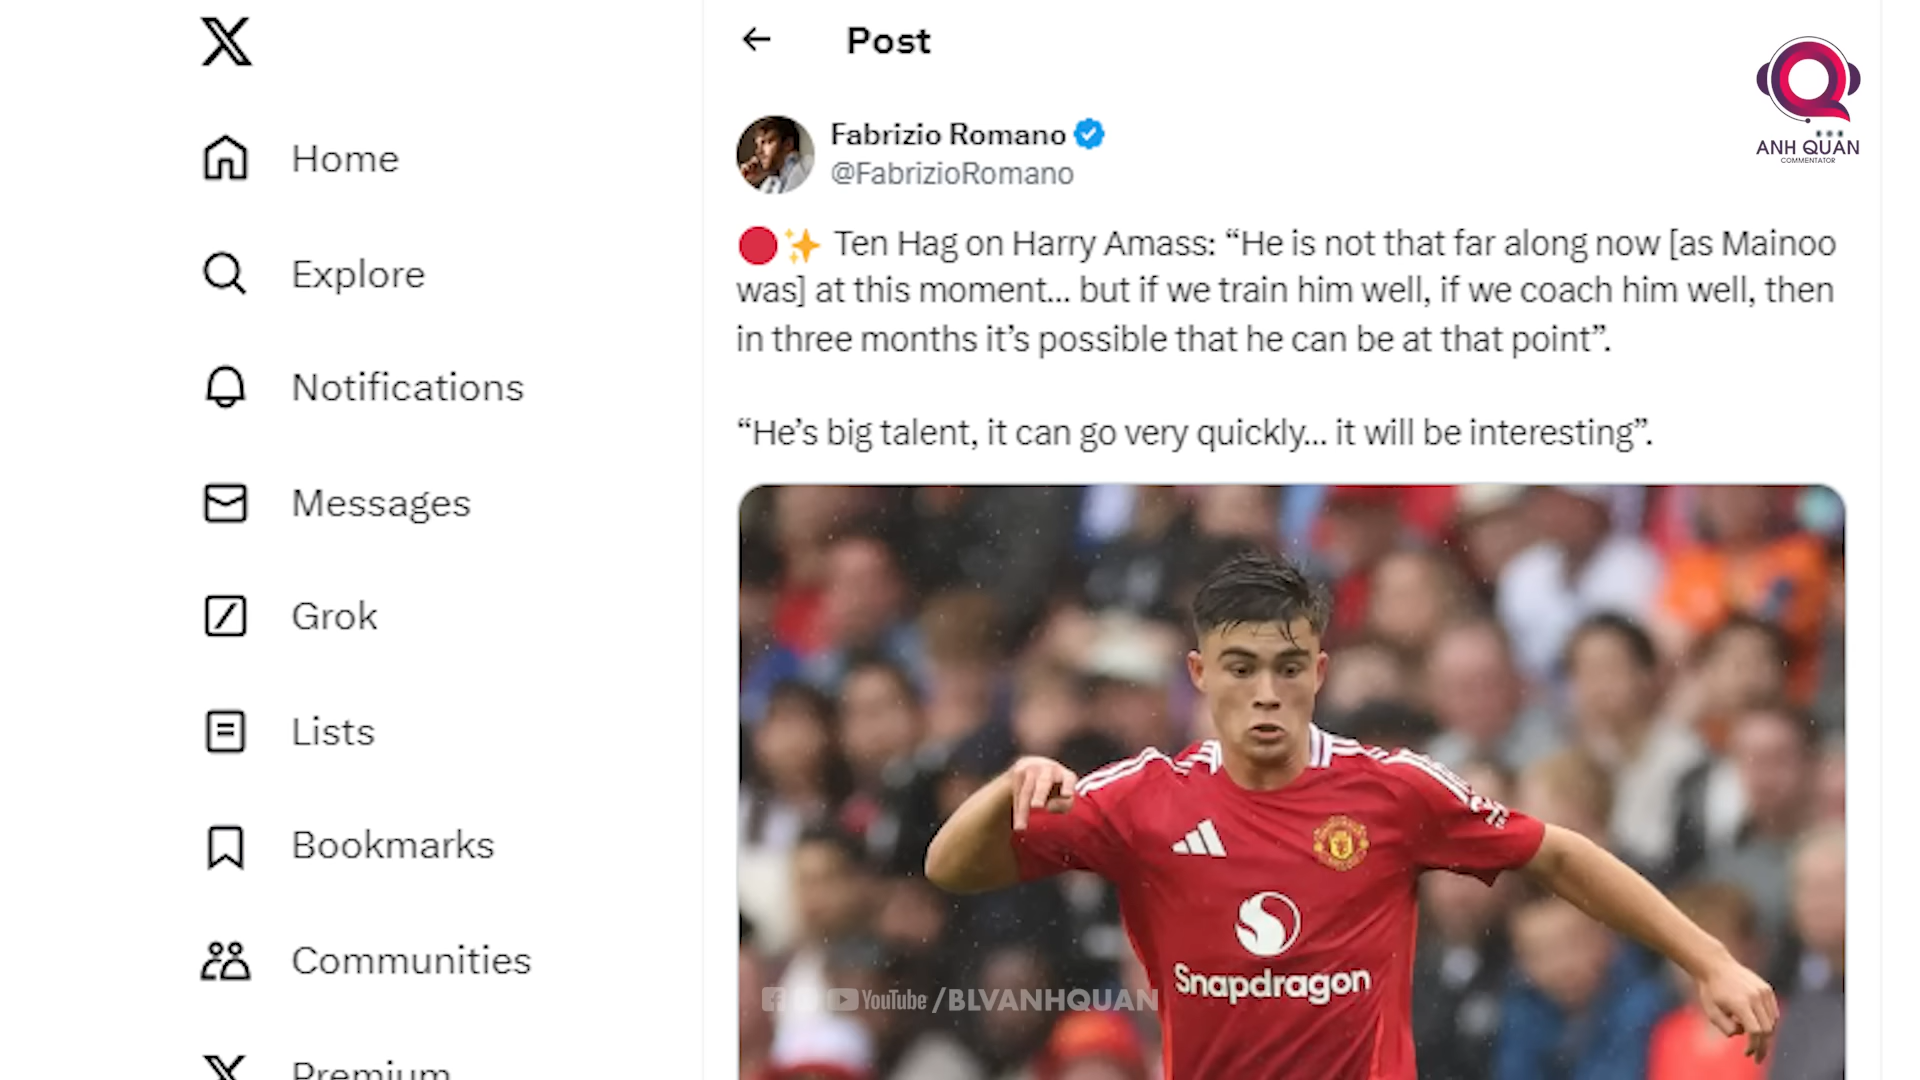 Post
ANH QUÂN
COMMENTATOR
Home
Explore
Notifications
Messages
Grok
Lists
Bookmarks
Communities
Premium
Fabrizio Romano
@FabrizioRomano
Ten Hag on Harry Amass: “He is not that far along now [as Mainoo
was] at this moment... but if we train him well, if we coach him well, then
in three months it’s possible that he can be at that point”.
“He’s big talent, it can go very quickly... it will be interesting”.
Snapdragon
YouTube /BLVANHQUAN